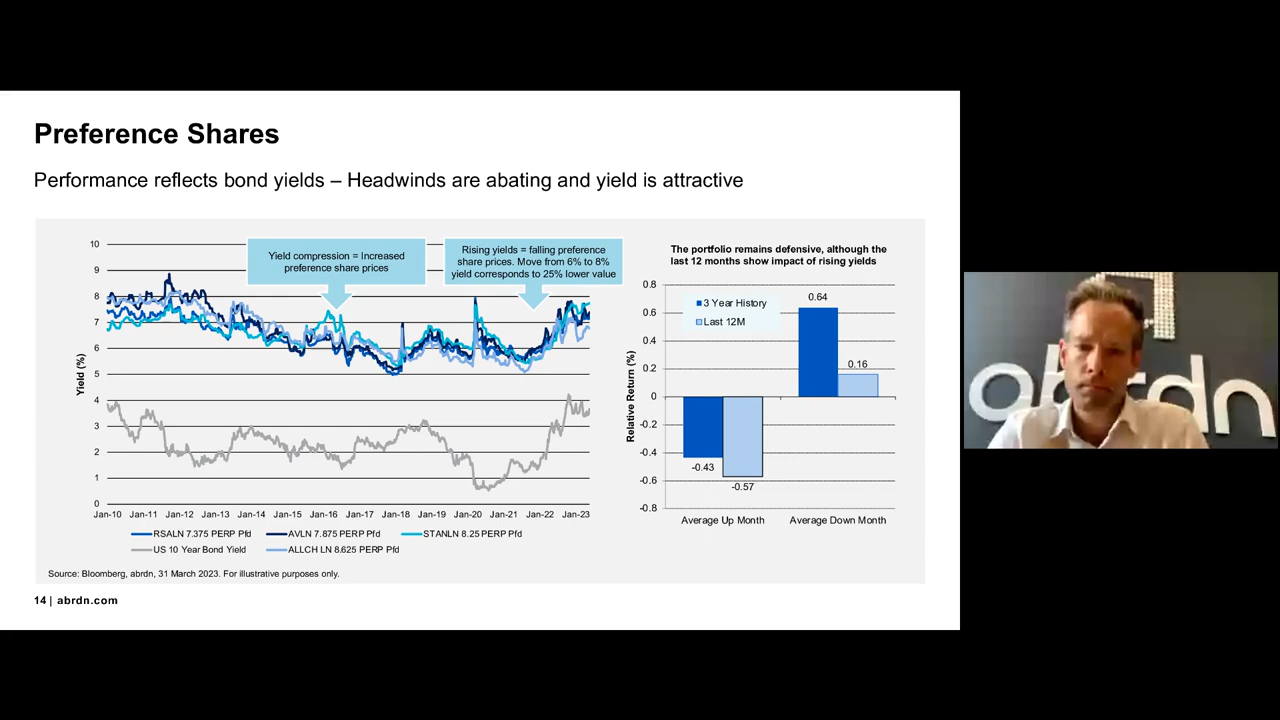 Preference Shares
Performance reflects bond yields – Headwinds are abating and yield is attractive
Yield compression = Increased
preference share prices
Rising yields = falling preference
share prices. Move from 6% to 8%
yield corresponds to 25% lower value
Yield (%)
10
9
8
7
6
5
4
3
2
1
0
Jan-10 Jan-11 Jan-12 Jan-13 Jan-14 Jan-15 Jan-16 Jan-17 Jan-18 Jan-19 Jan-20 Jan-21 Jan-22 Jan-23
RSALN 7.375 PERP Pfd AVLN 7.875 PERP Pfd STANLN 8.25 PERP Pfd
US 10 Year Bond Yield ALLCH LN 8.625 PERP Pfd
The portfolio remains defensive, although the
last 12 months show impact of rising yields
Relative Return (%)
0.8
0.6
0.4
0.2
0
-0.2
-0.4
-0.6
-0.8
3 Year History
Last 12M
0.64
0.16
-0.43
-0.57
Average Up Month Average Down Month
Source: Bloomberg, abrdn, 31 March 2023. For illustrative purposes only.
14 | abrdn.com
abrdn